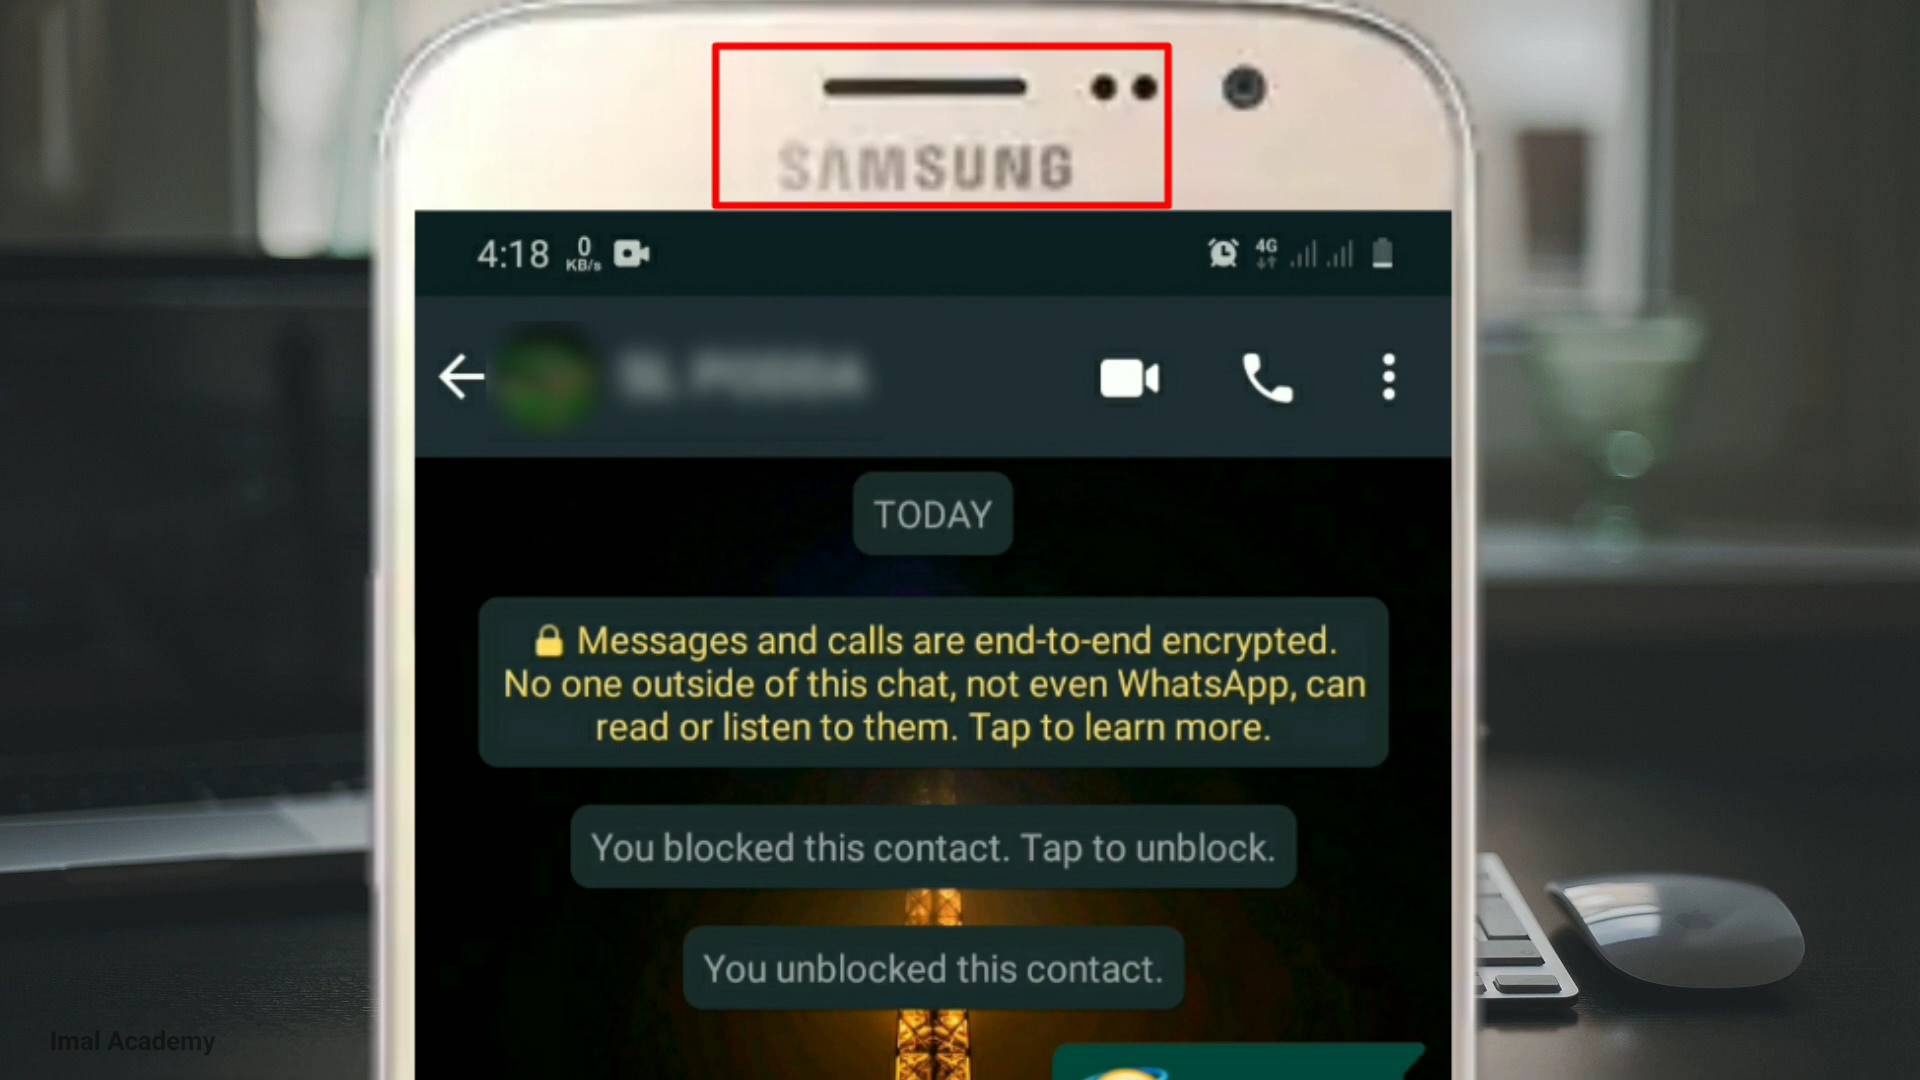 SAMSUNG
4:18
0
KB/s
4G
TODAY
Messages and calls are end-to-end encrypted.
No one outside of this chat, not even WhatsApp, can
read or listen to them. Tap to learn more.
You blocked this contact. Tap to unblock.
You unblocked this contact.
Imal Academy